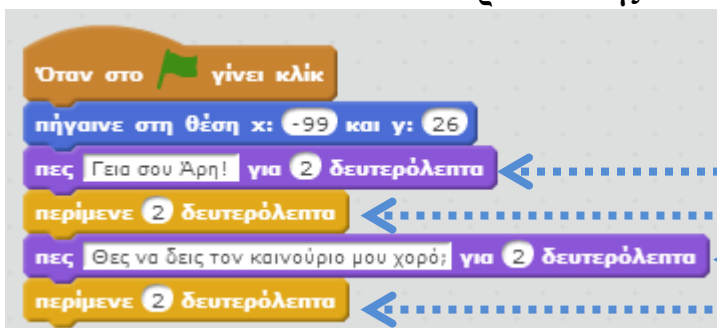 Όταν στο γίνει κλίκ
πήγαινε στη θέση x: -99 και y: 26
πες Γεια σου Άρη! για 2 δευτερόλεπτα
περίμενε 2 δευτερόλεπτα
πες Θες να δεις τον καινούριο μου χορό; για 2 δευτερόλεπτα
περίμενε 2 δευτερόλεπτα